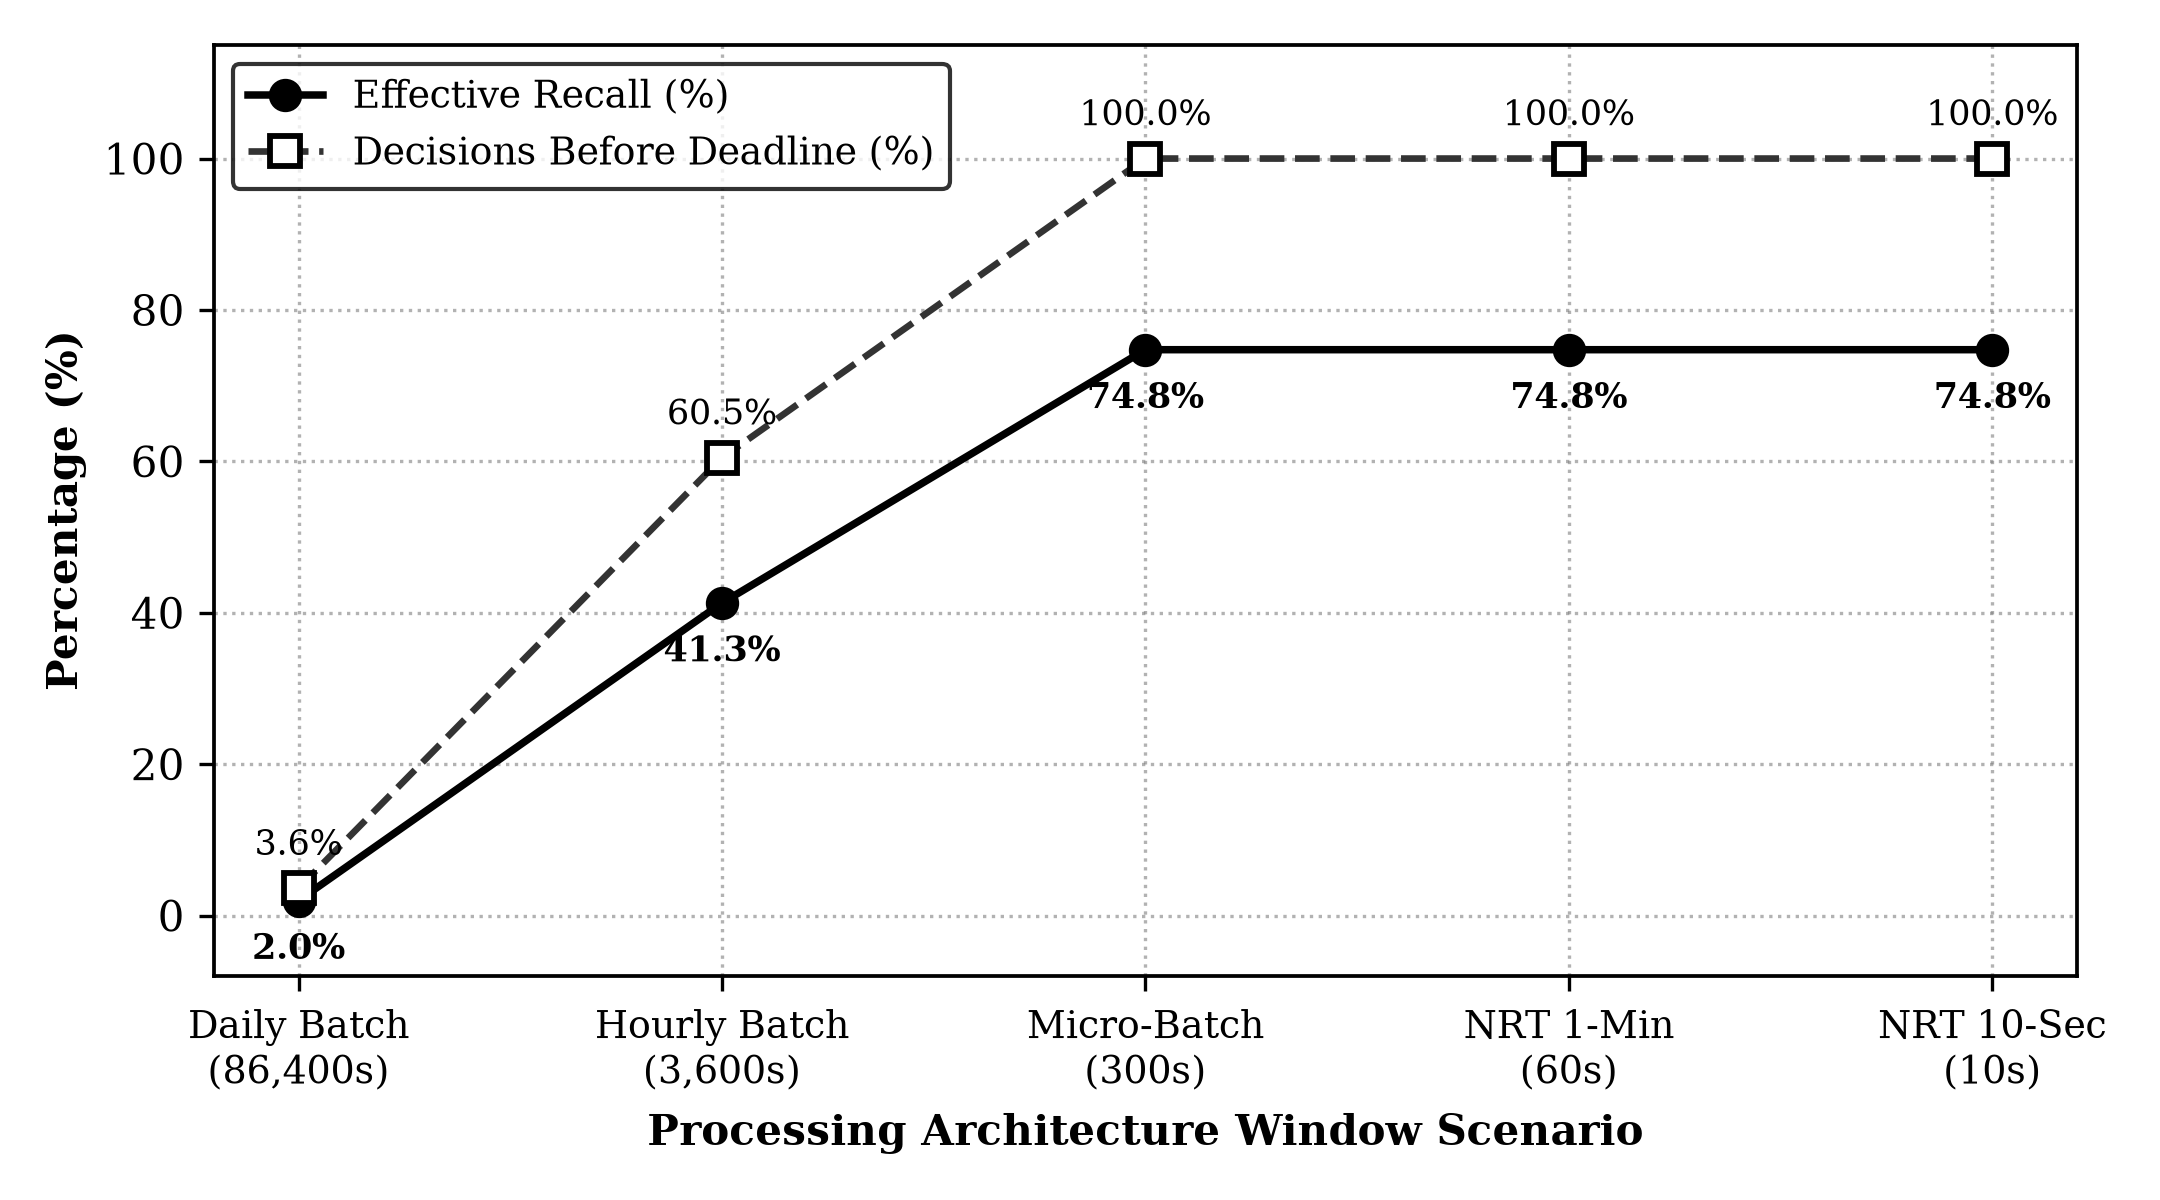 Effective Recall (%)
Decisions Before Deadline (%)
100.0%
100.0%
100.0%
100
80
74.8%
74.8%
74.8%
60.5%
60
40
41.3%
20
3.6%
0
2.0%
Percentage (%)
Daily Batch
(86,400s)
Hourly Batch
(3,600s)
Micro-Batch
(300s)
NRT 1-Min
(60s)
NRT 10-Sec
(10s)
Processing Architecture Window Scenario